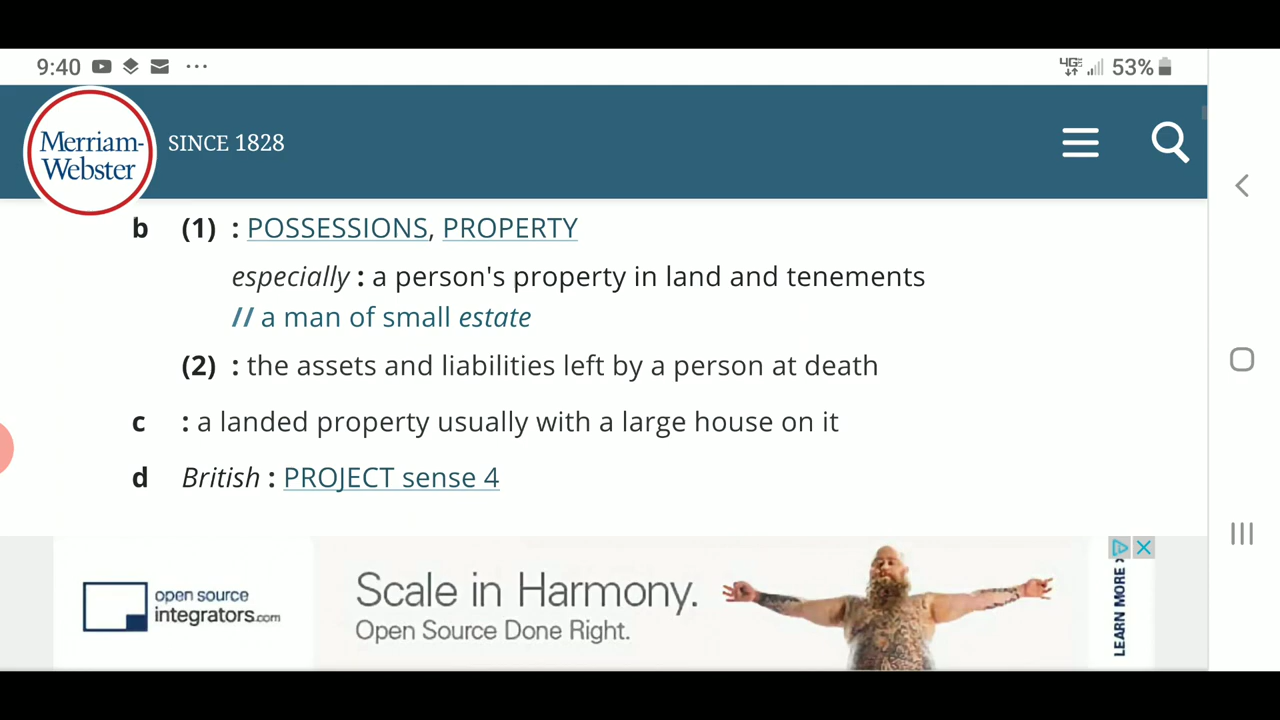 9:40 ... 4G 53%
Merriam-
Webster
SINCE 1828
b (1) : POSSESSIONS, PROPERTY
especially : a person's property in land and tenements
// a man of small estate
(2) : the assets and liabilities left by a person at death
c : a landed property usually with a large house on it
d British : PROJECT sense 4
open source
integrators.com
Scale in Harmony.
Open Source Done Right.
LEARN MORE >